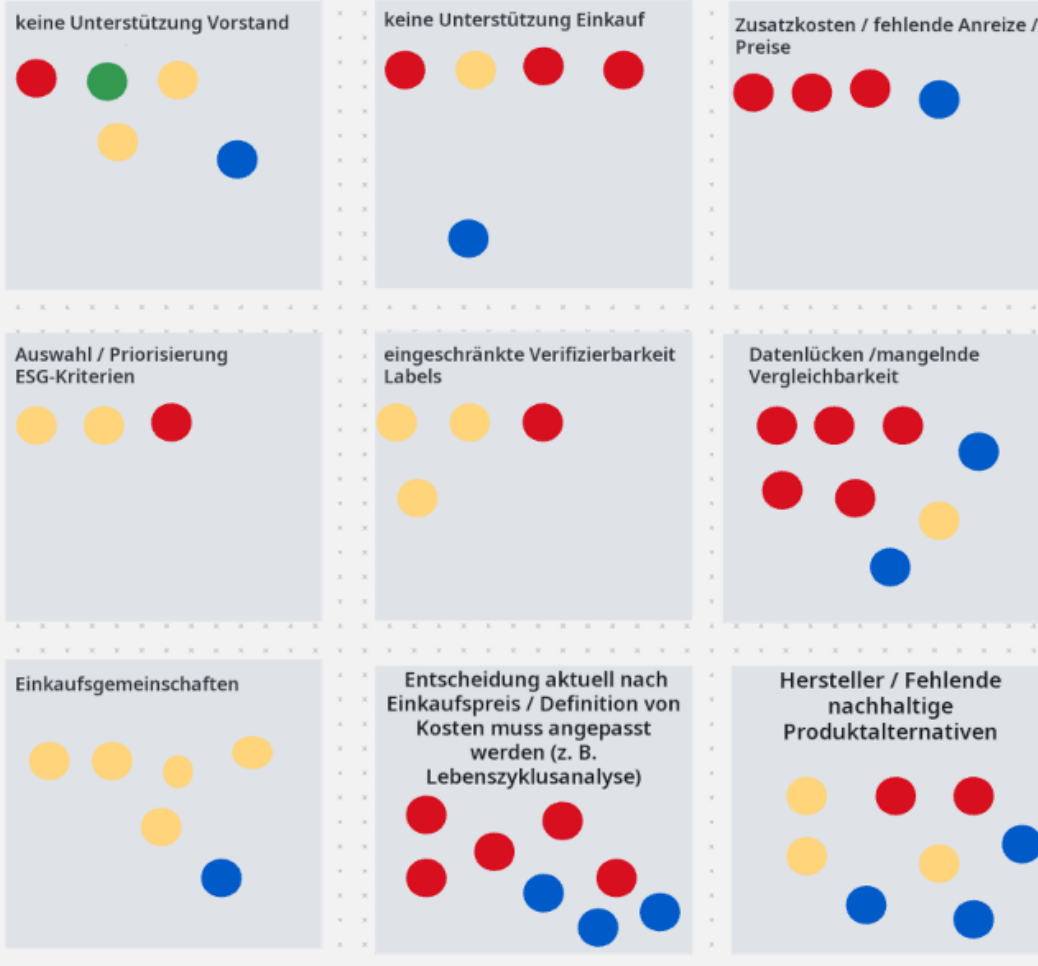 keine Unterstützung Vorstand
keine Unterstützung Einkauf
Zusatzkosten / fehlende Anreize /
Preise
Auswahl / Priorisierung
ESG-Kriterien
eingeschränkte Verifizierbarkeit
Labels
Datenlücken /mangelnde
Vergleichbarkeit
Einkaufsgemeinschaften
Entscheidung aktuell nach
Einkaufspreis / Definition von
Kosten muss angepasst
werden (z. B.
Lebenszyklusanalyse)
Hersteller / Fehlende
nachhaltige
Produktalternativen